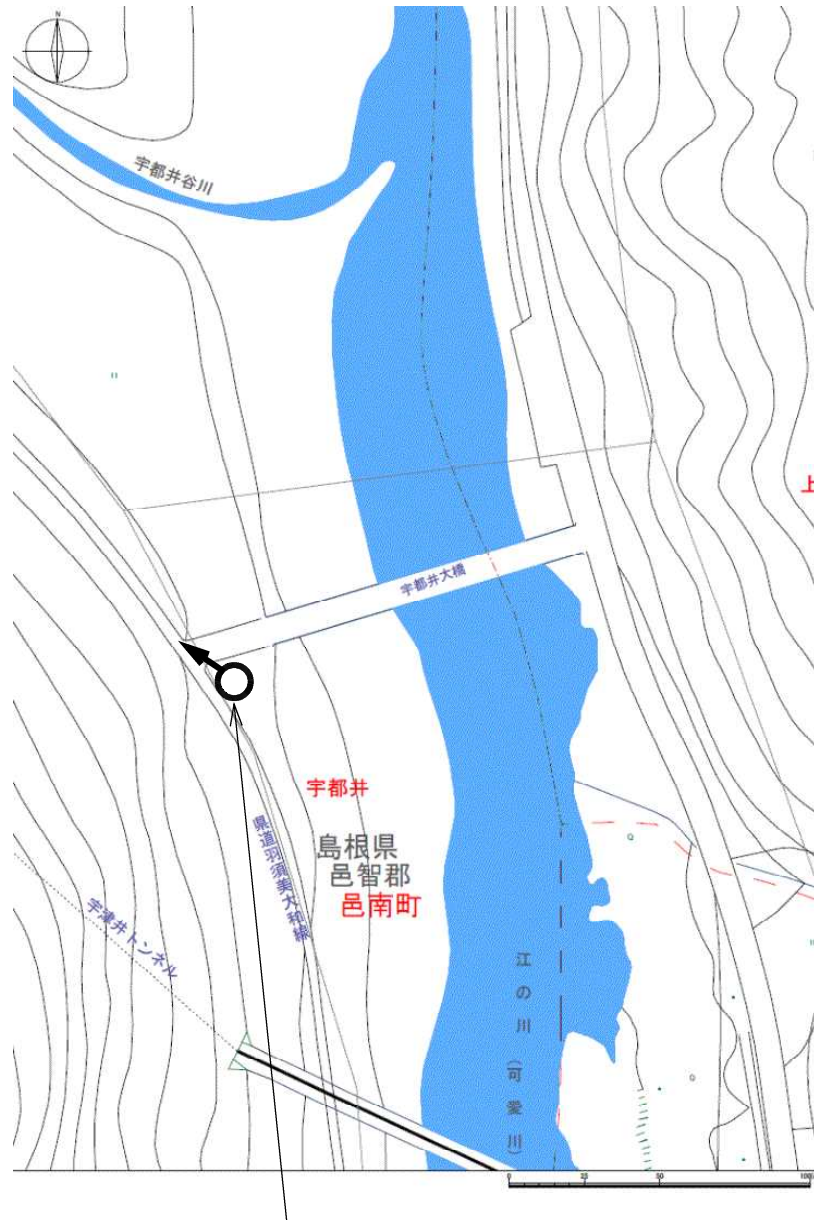 N
宇都井谷川
上
宇都井大橋
宇都井
島根県
邑智郡
邑南町
県道羽須美大和線
宇津井トンネル
江の川(可愛川)
0 25 50 100